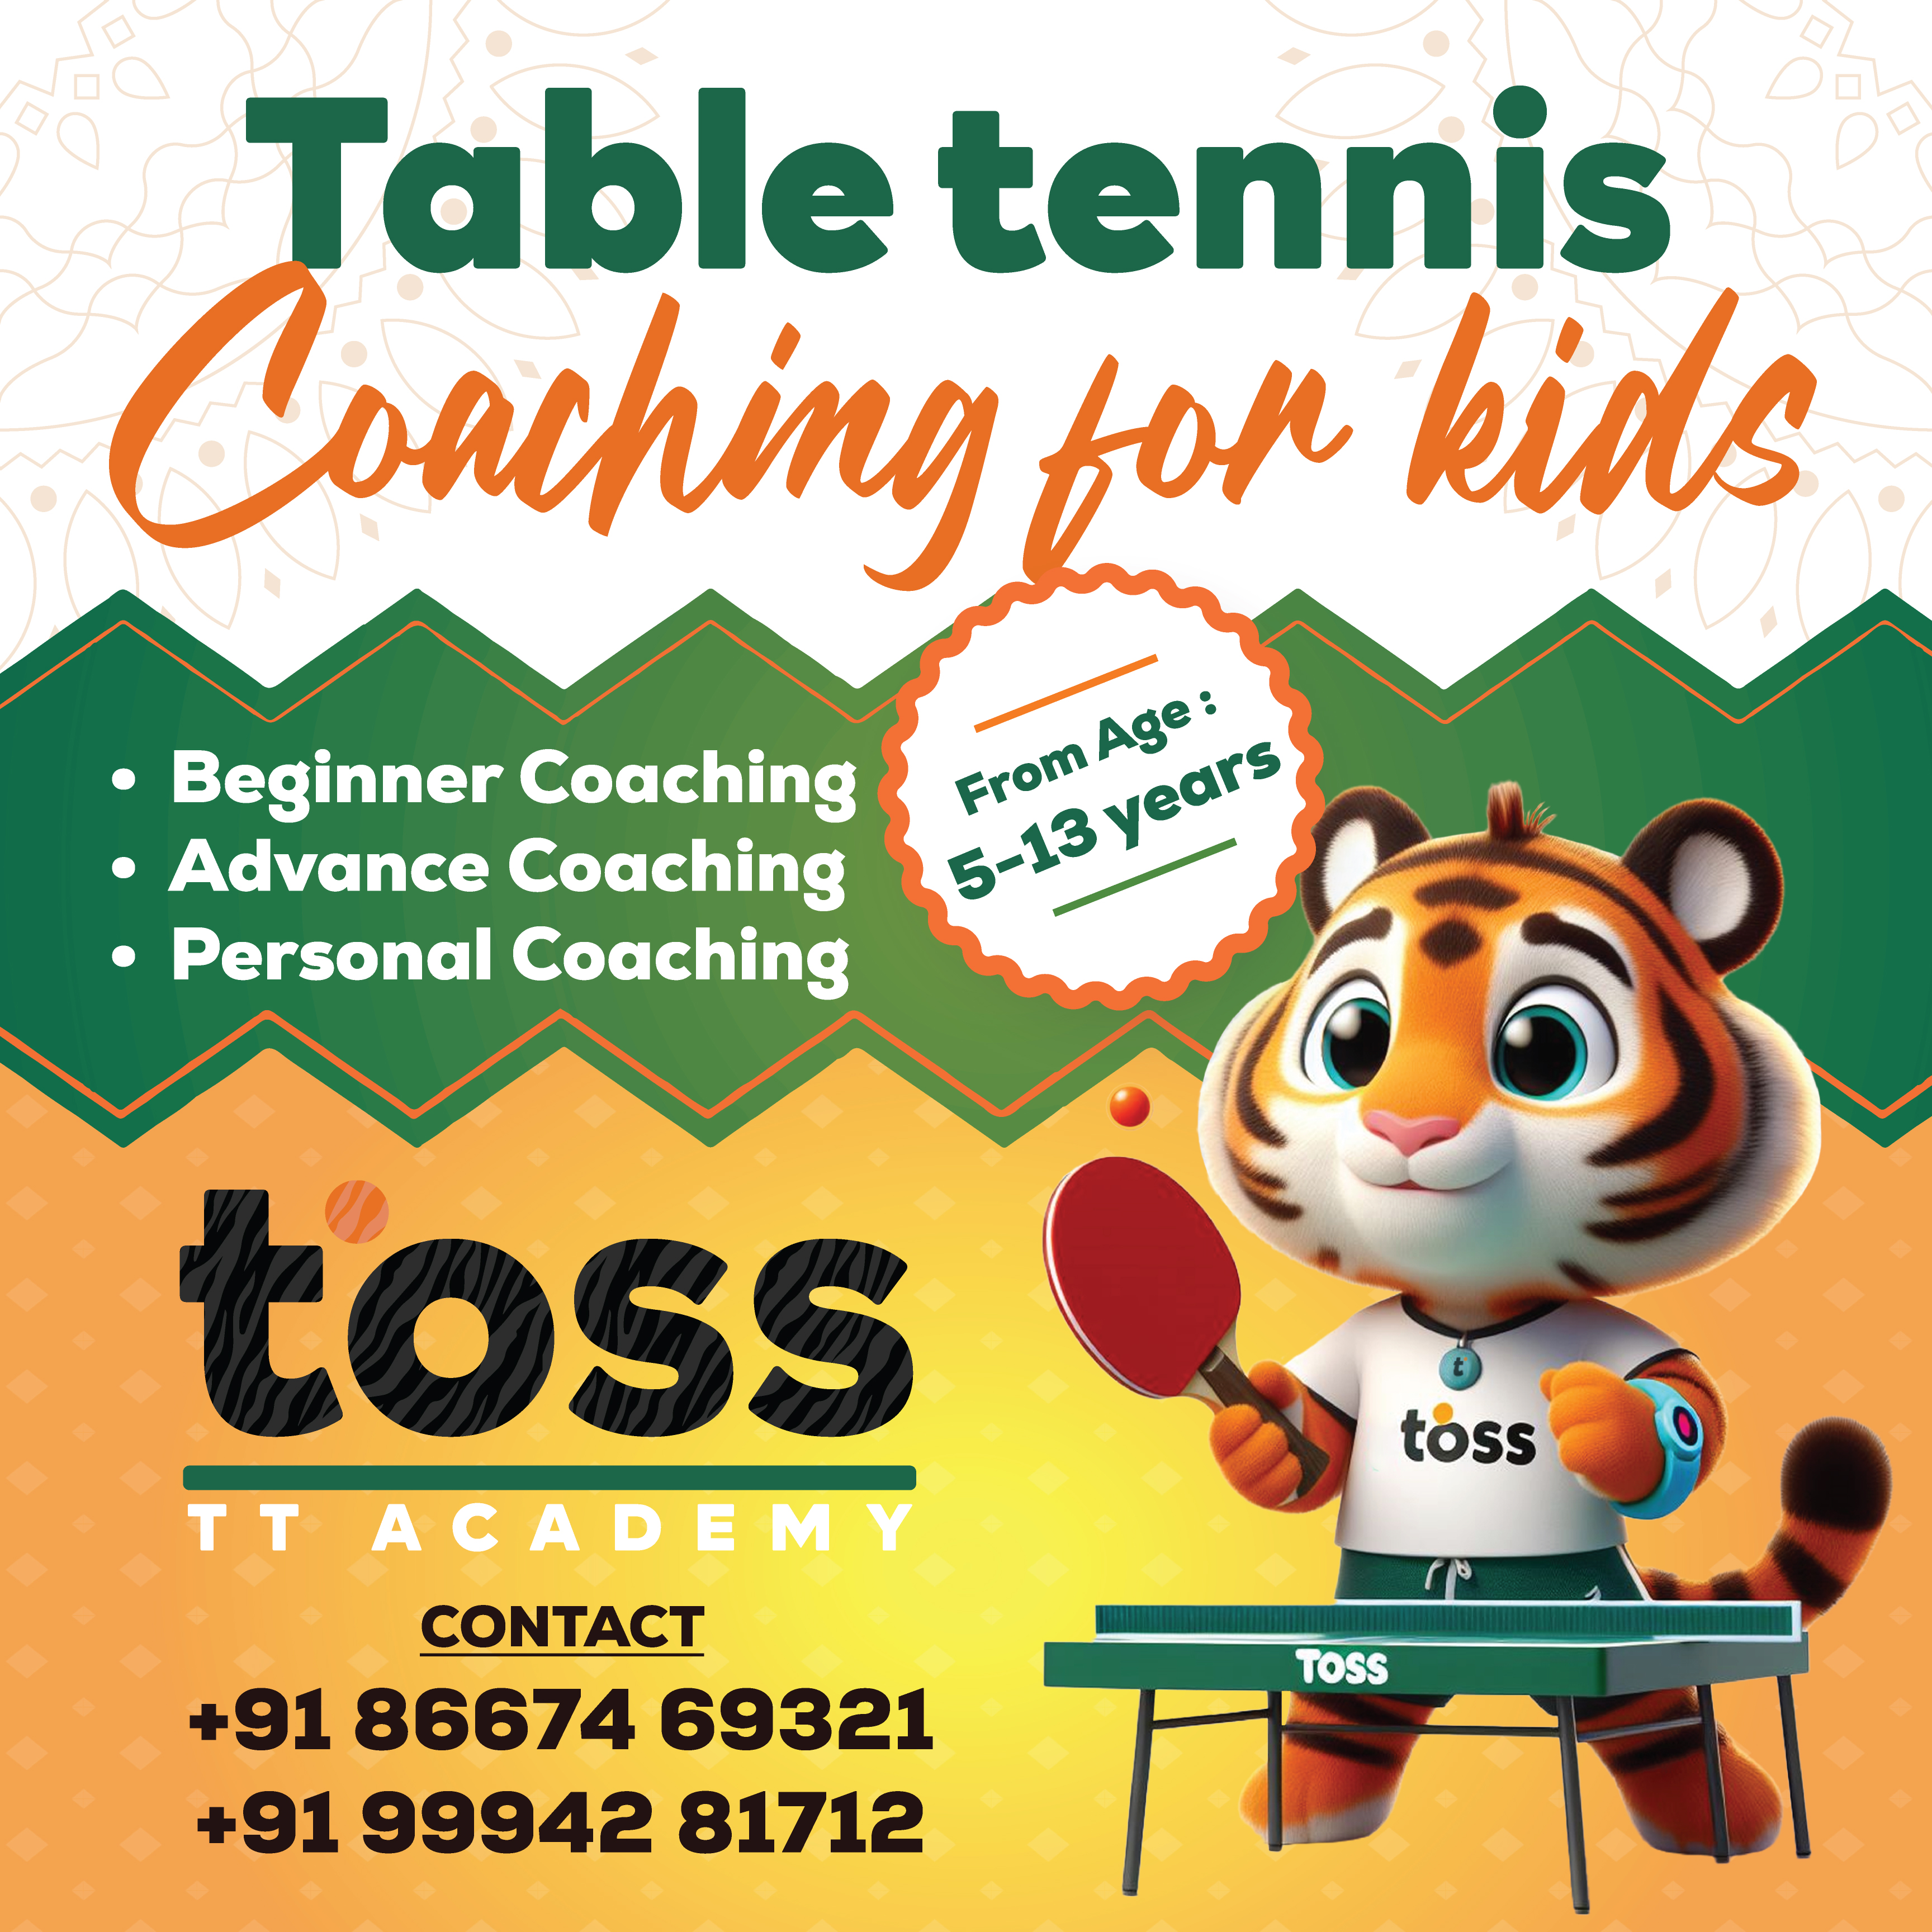 Table tennis
Coaching for kids
From Age :
5-13 years
• Beginner Coaching
• Advance Coaching
• Personal Coaching
toss
TT ACADEMY
CONTACT
+91 86674 69321
+91 99942 81712
t
toss
TOSS